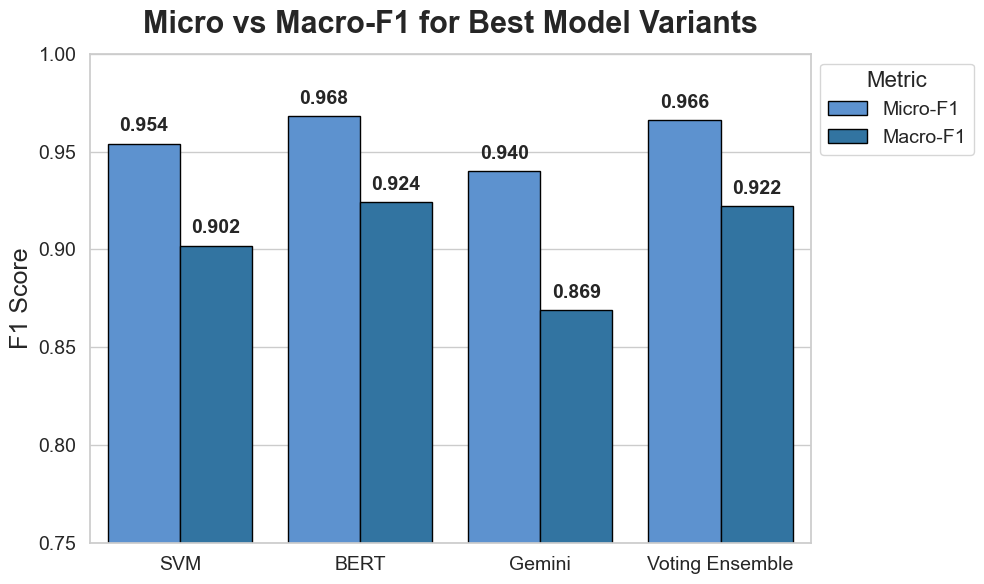 Micro vs Macro-F1 for Best Model Variants
1.00
0.95
0.90
0.85
0.80
0.75
F1 Score
0.954
0.902
0.968
0.924
0.940
0.869
0.966
0.922
SVM
BERT
Gemini
Voting Ensemble
Metric
Micro-F1
Macro-F1